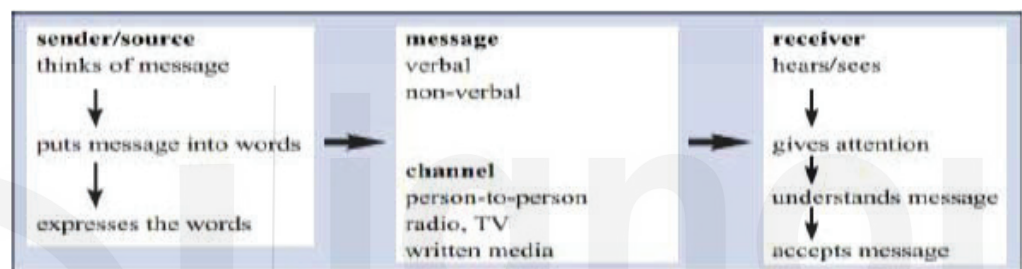 sender/source
thinks of message
puts message into words
expresses the words
message
verbal
non-verbal
channel
person-to-person
radio, TV
written media
receiver
hears/sees
gives attention
understands message
accepts message